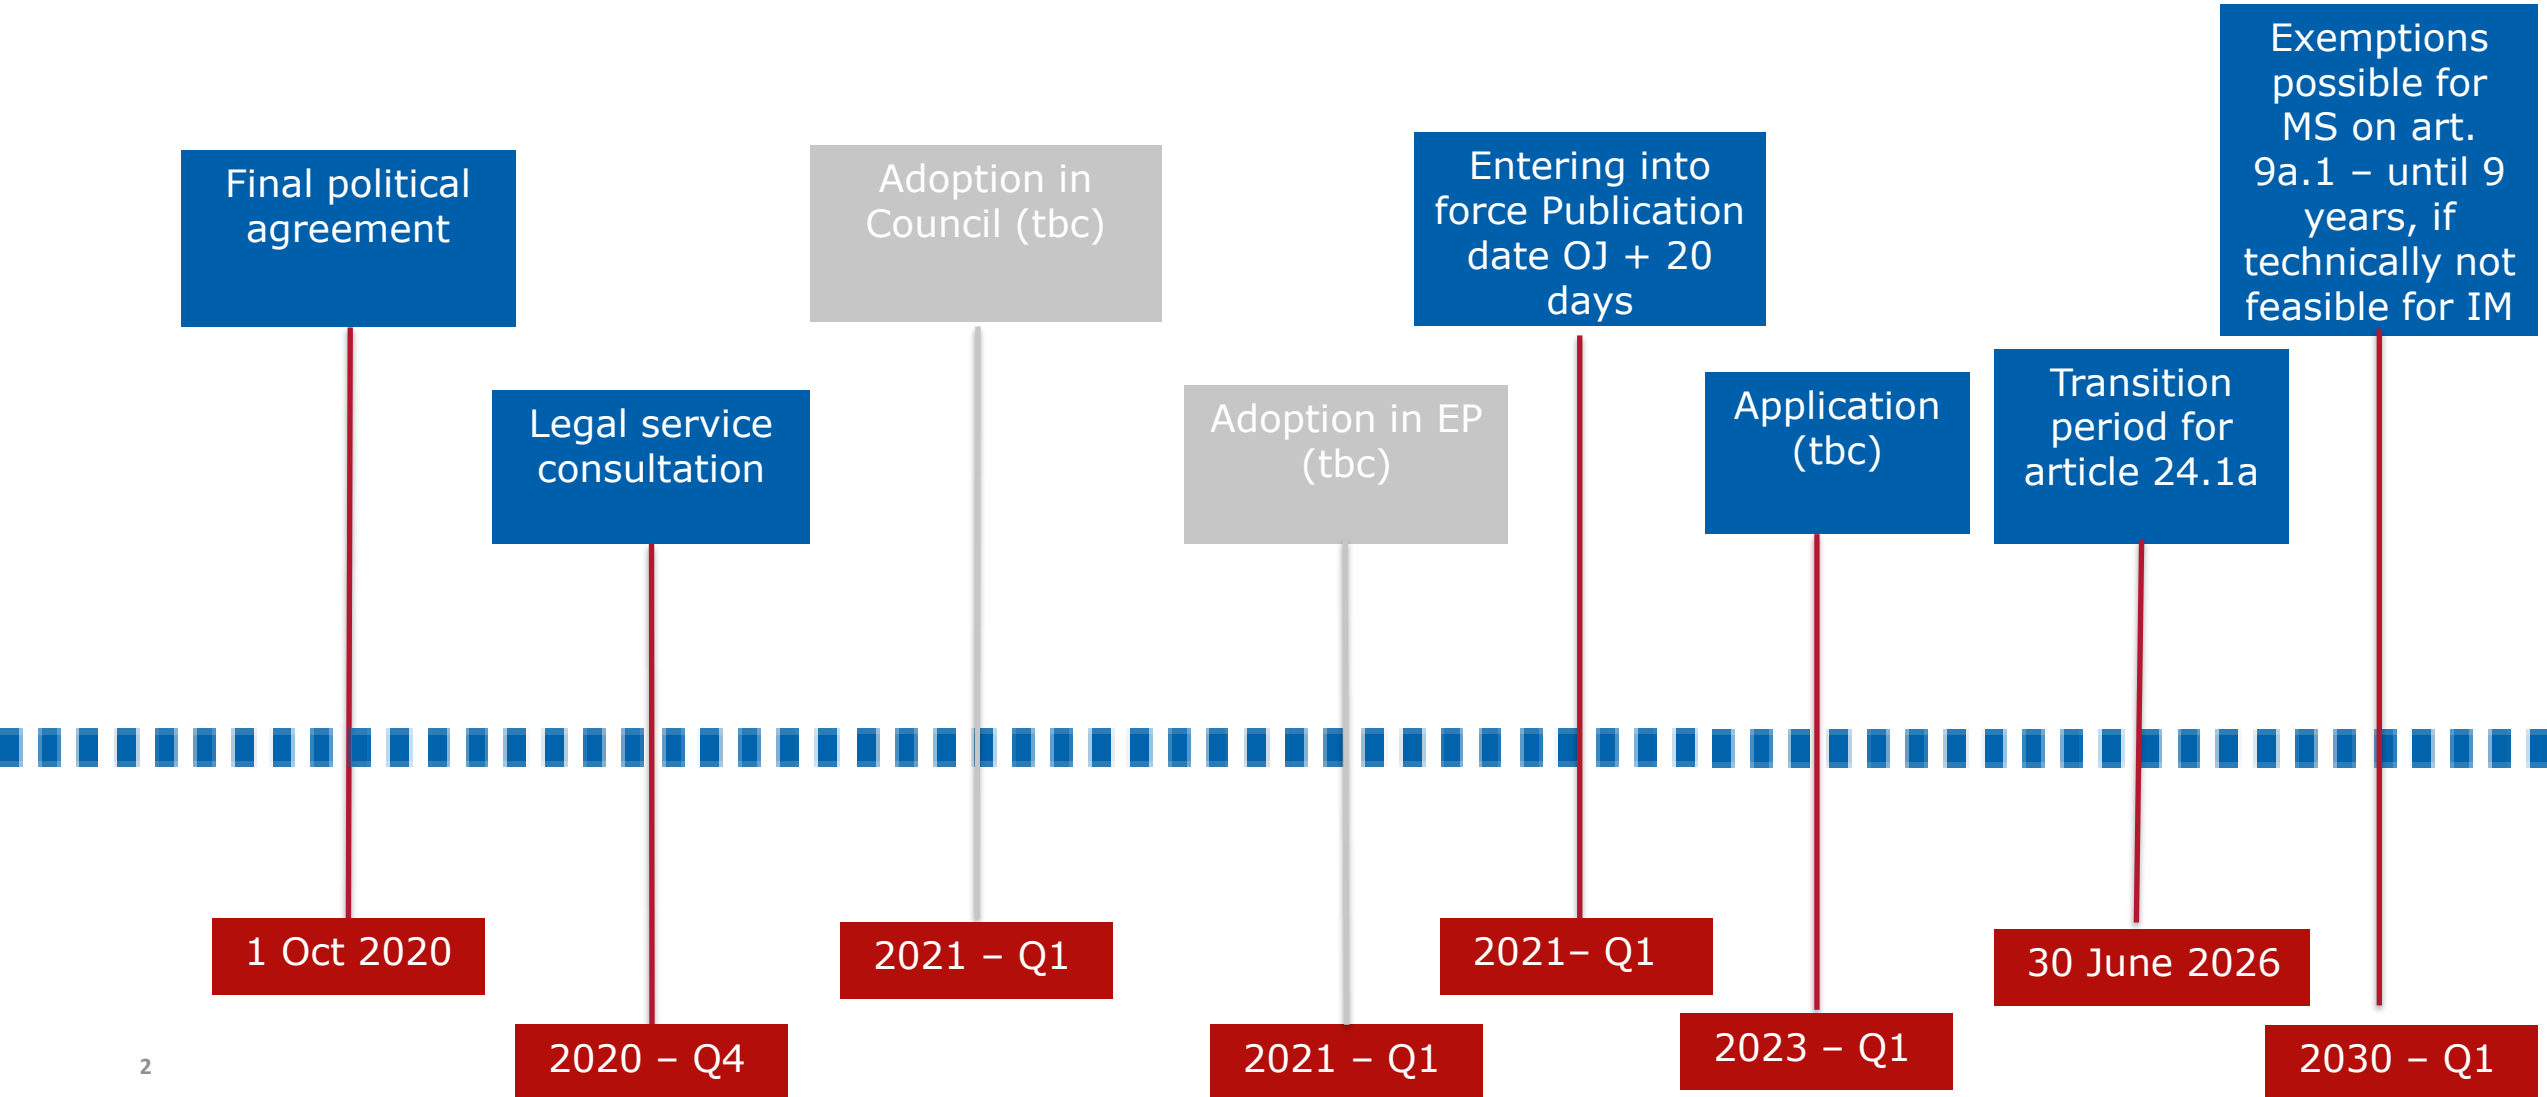 Final political
agreement
Legal service
consultation
Adoption in
Council (tbc)
Adoption in EP
(tbc)
Entering into
force Publication
date OJ + 20
days
Application
(tbc)
Transition
period for
article 24.1a
Exemptions
possible for
MS on art.
9a.1 – until 9
years, if
technically not
feasible for IM
1 Oct 2020
2020 – Q4
2021 – Q1
2021 – Q1
2021– Q1
2023 – Q1
30 June 2026
2030 – Q1
2